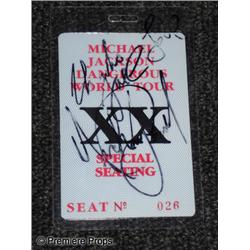 MICHAEL
JACKSON
DANGEROUS
WORLD TOUR
XX
SPECIAL
SEATING
SEAT Nº 026
© Premiere Props